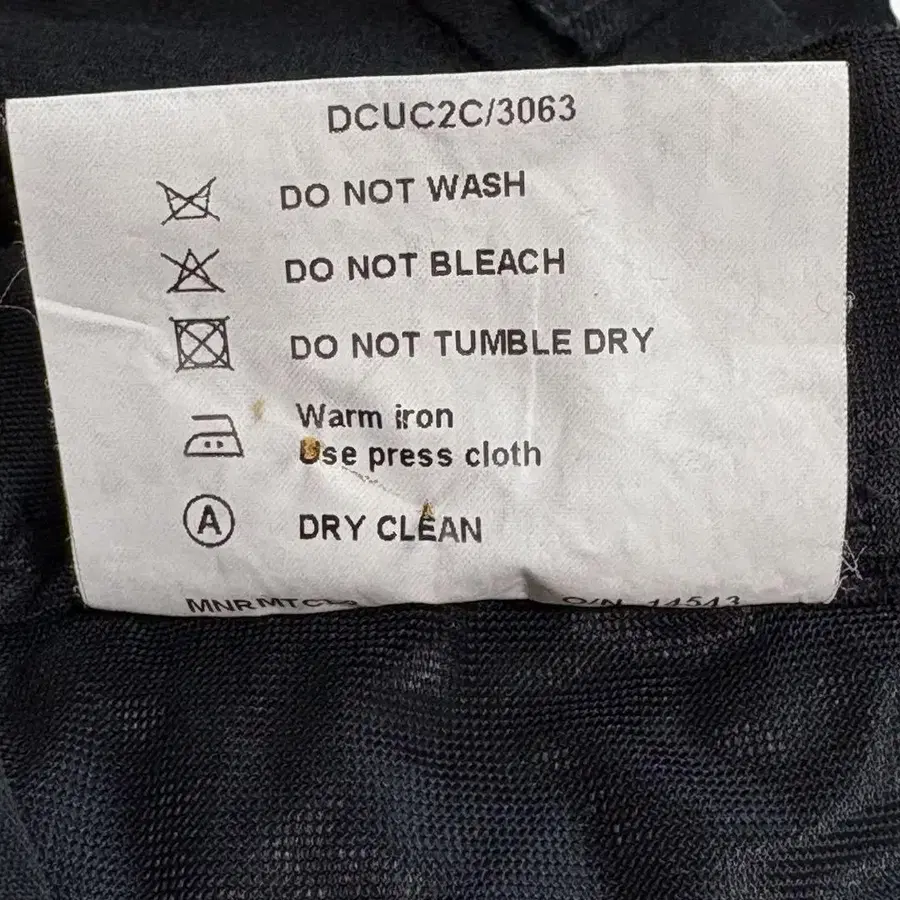 DCUC2C/3063
DO NOT WASH
DO NOT BLEACH
DO NOT TUMBLE DRY
Warm iron
Use press cloth
A DRY CLEAN